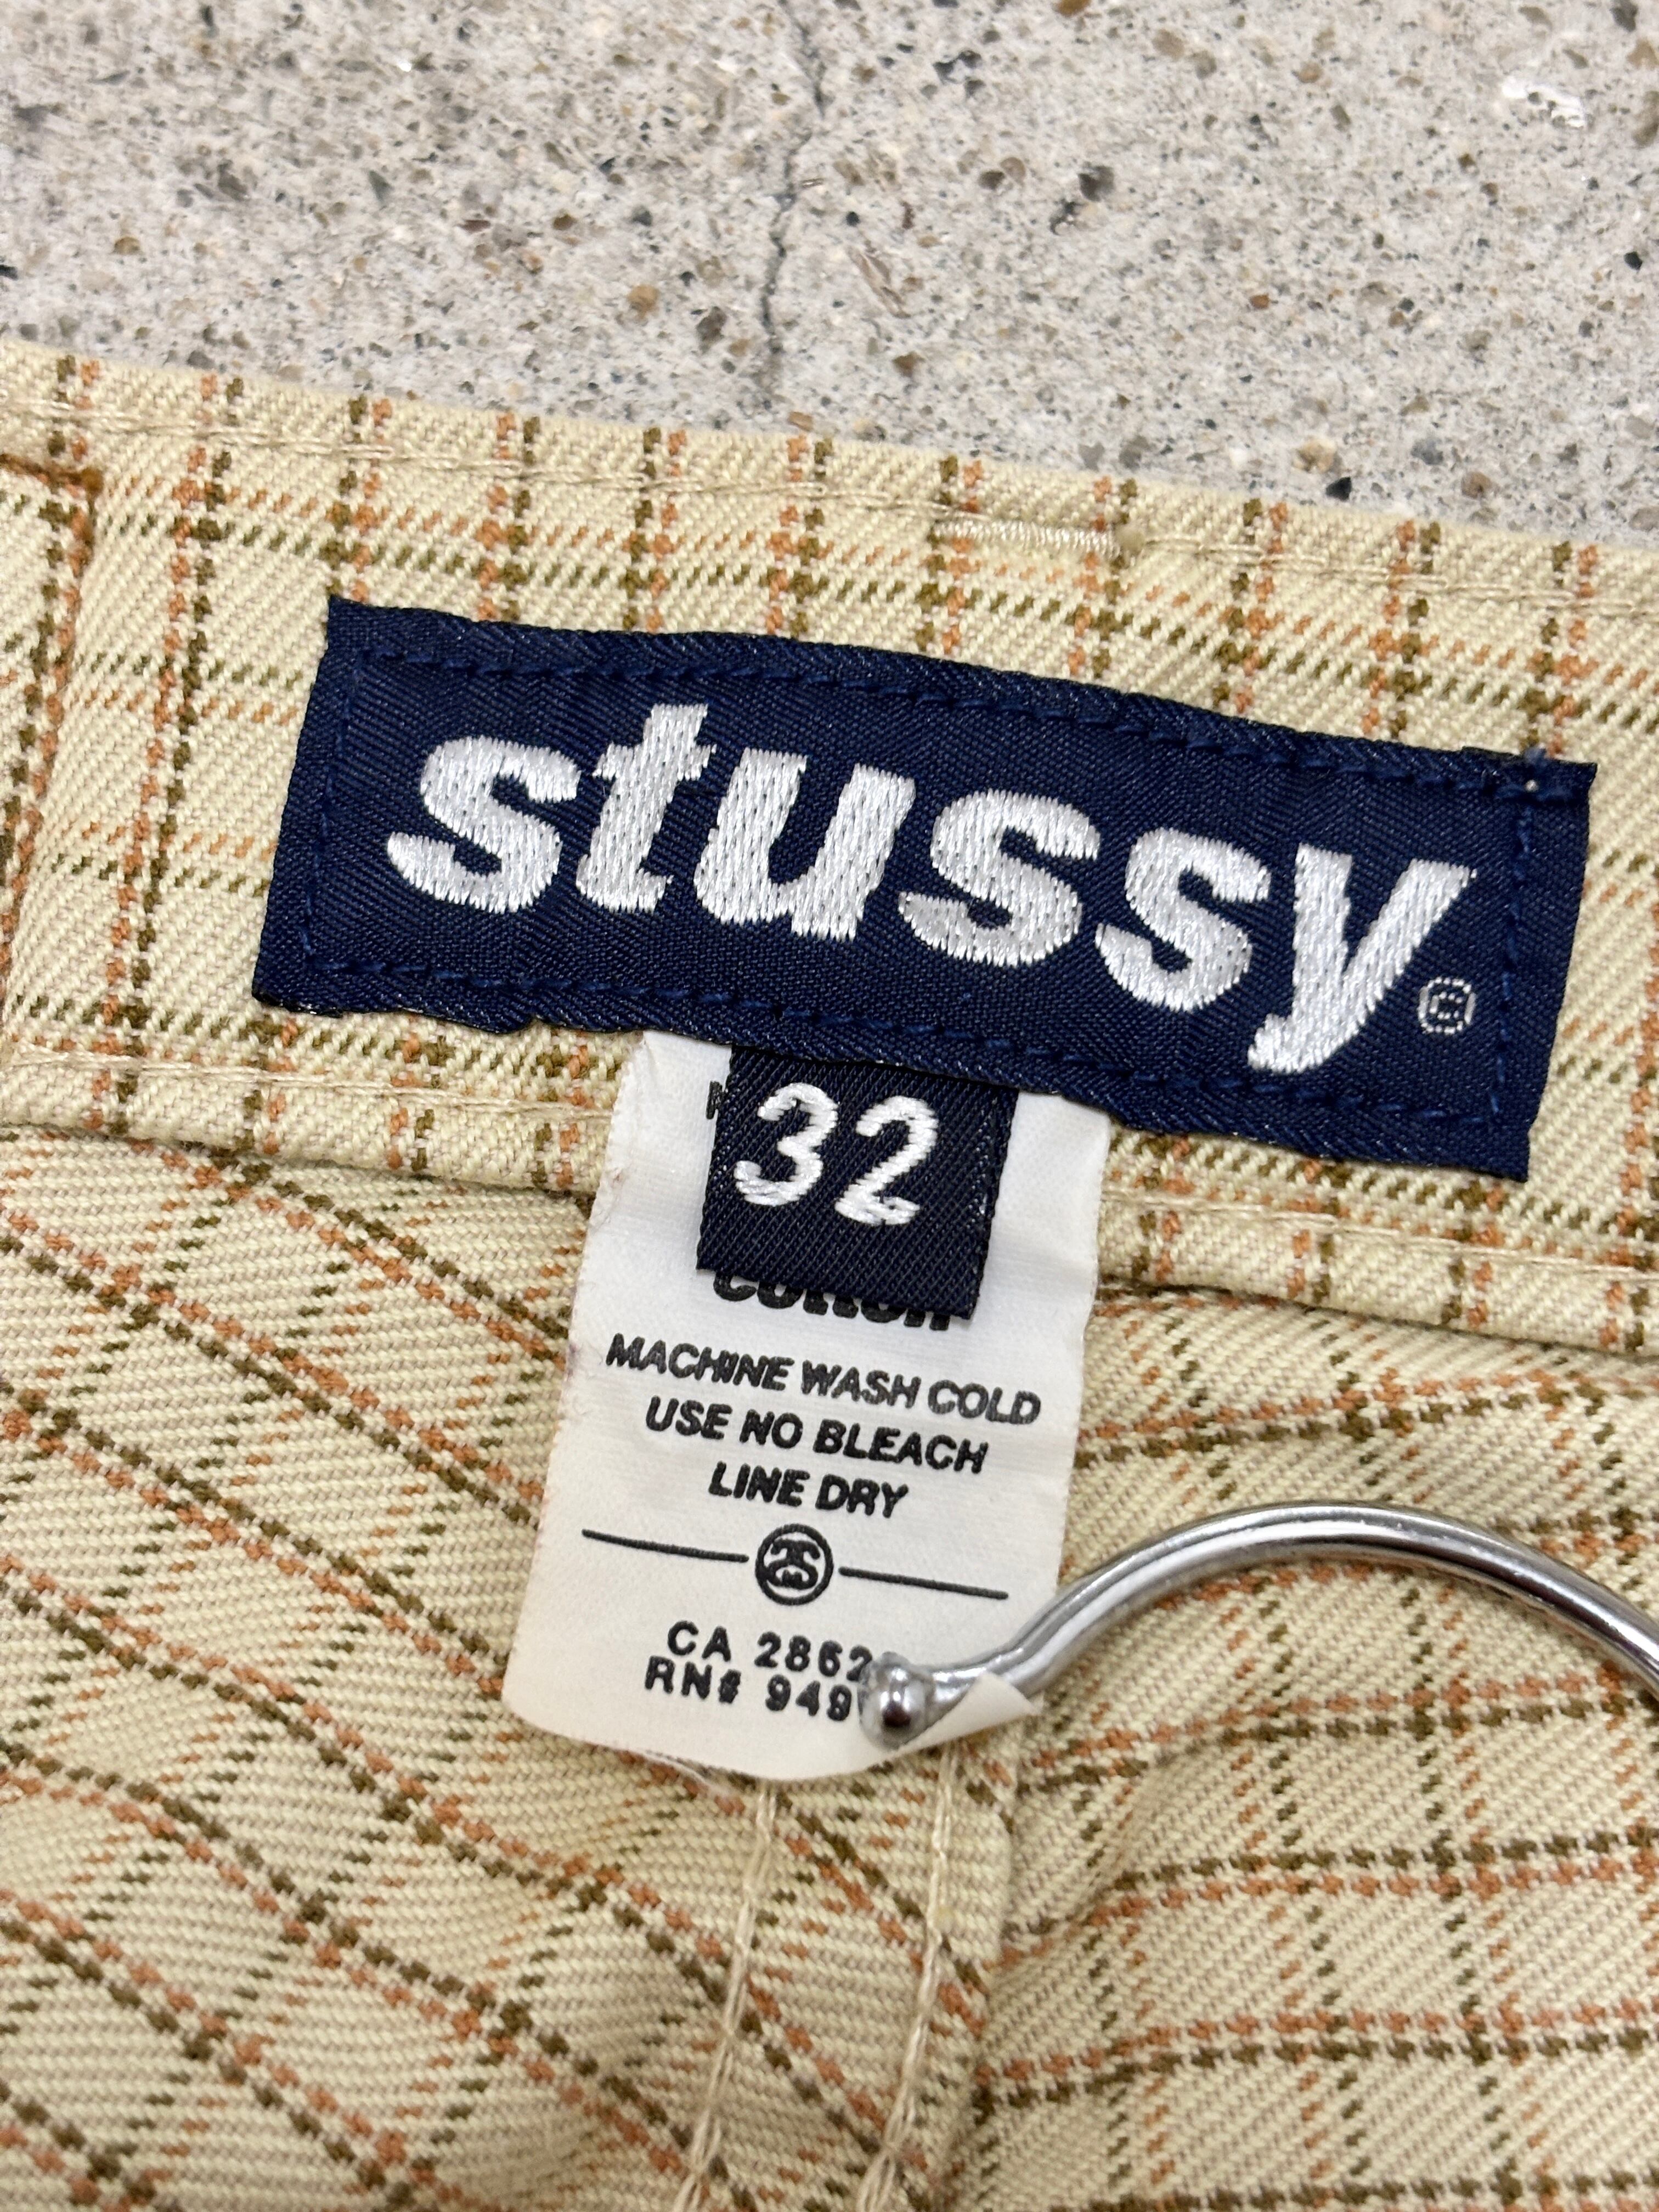 stussy®
32
MACHINE WASH COLD
USE NO BLEACH
LINE DRY
CA 2862
RN# 949